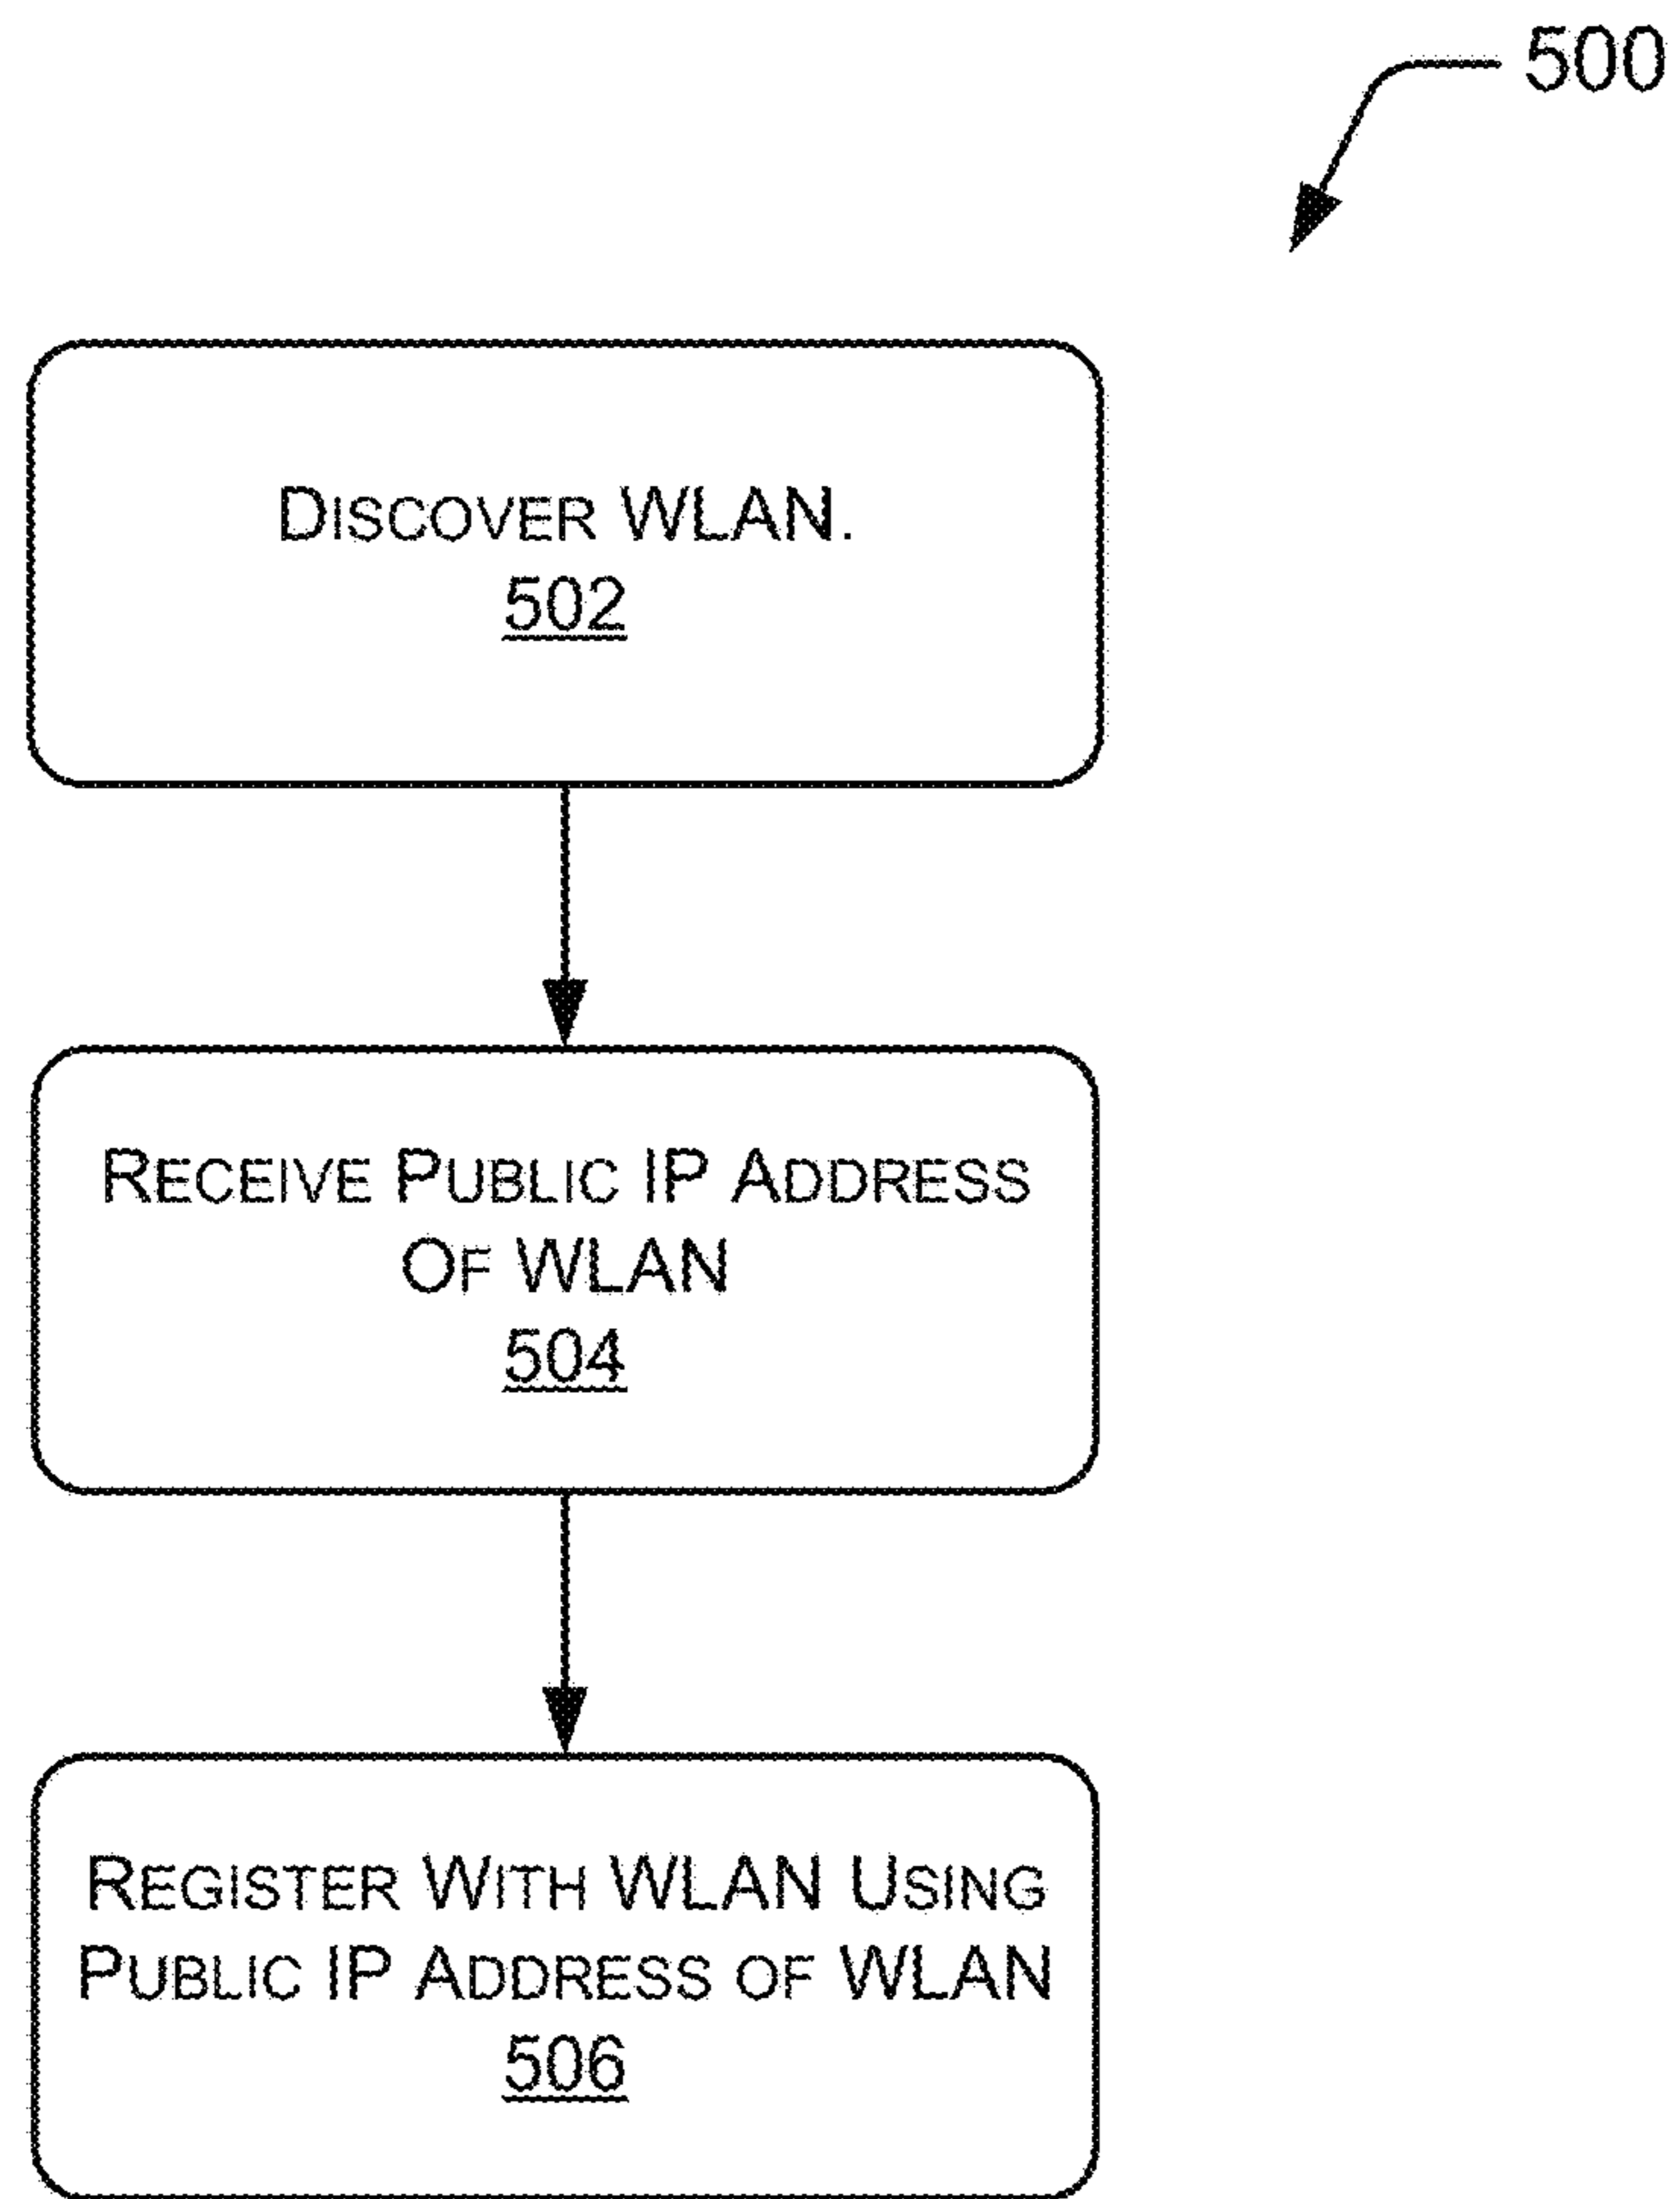 500
DISCOVER WLAN.
502
RECEIVE PUBLIC IP ADDRESS
OF WLAN
504
REGISTER WITH WLAN USING
PUBLIC IP ADDRESS OF WLAN
506